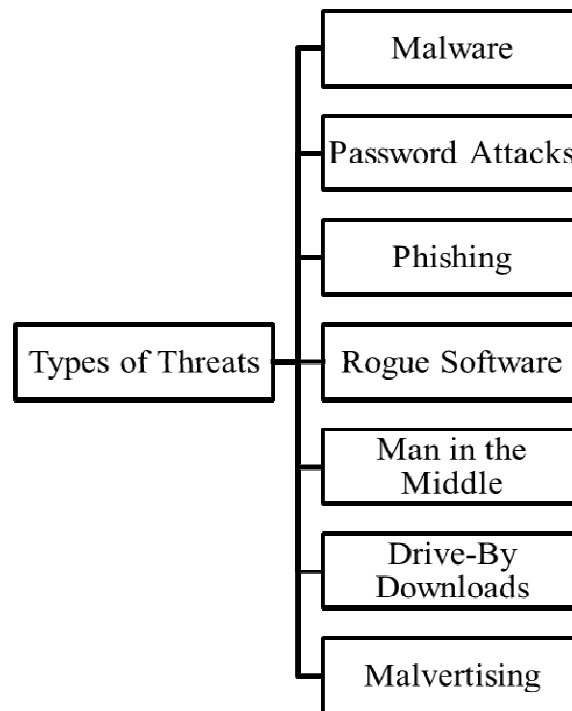 Types of Threats
Malware
Password Attacks
Phishing
Rogue Software
Man in the
Middle
Drive-By
Downloads
Malvertising